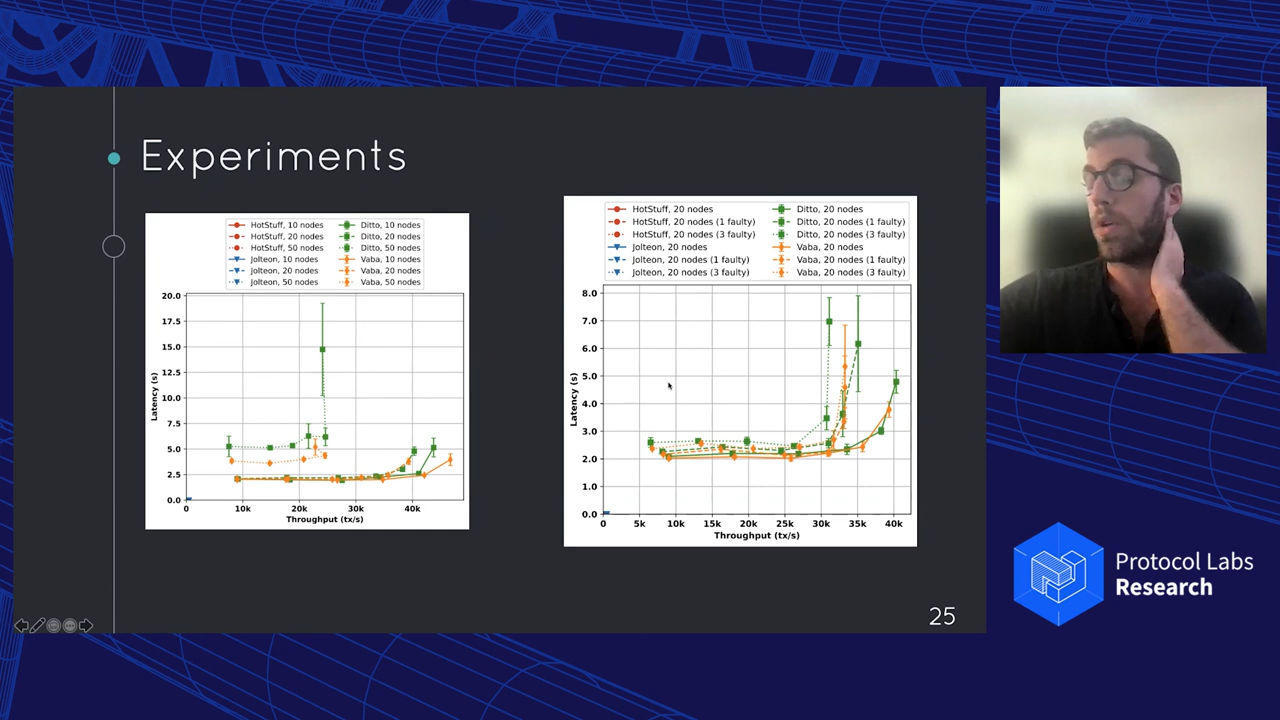 Experiments
HotStuff, 10 nodes
HotStuff, 20 nodes
HotStuff, 50 nodes
Jolteon, 10 nodes
Jolteon, 20 nodes
Jolteon, 50 nodes
Ditto, 10 nodes
Ditto, 20 nodes
Ditto, 50 nodes
Vaba, 10 nodes
Vaba, 20 nodes
Vaba, 50 nodes
20.0
17.5
15.0
12.5
10.0
7.5
5.0
2.5
0.0
Latency (s)
0 10k 20k 30k 40k
Throughput (tx/s)
HotStuff, 20 nodes
HotStuff, 20 nodes (1 faulty)
HotStuff, 20 nodes (3 faulty)
Jolteon, 20 nodes
Jolteon, 20 nodes (1 faulty)
Jolteon, 20 nodes (3 faulty)
Ditto, 20 nodes
Ditto, 20 nodes (1 faulty)
Ditto, 20 nodes (3 faulty)
Vaba, 20 nodes
Vaba, 20 nodes (1 faulty)
Vaba, 20 nodes (3 faulty)
8.0
7.0
6.0
5.0
4.0
3.0
2.0
1.0
0.0
Latency (s)
0 5k 10k 15k 20k 25k 30k 35k 40k
Throughput (tx/s)
25
Protocol Labs
Research